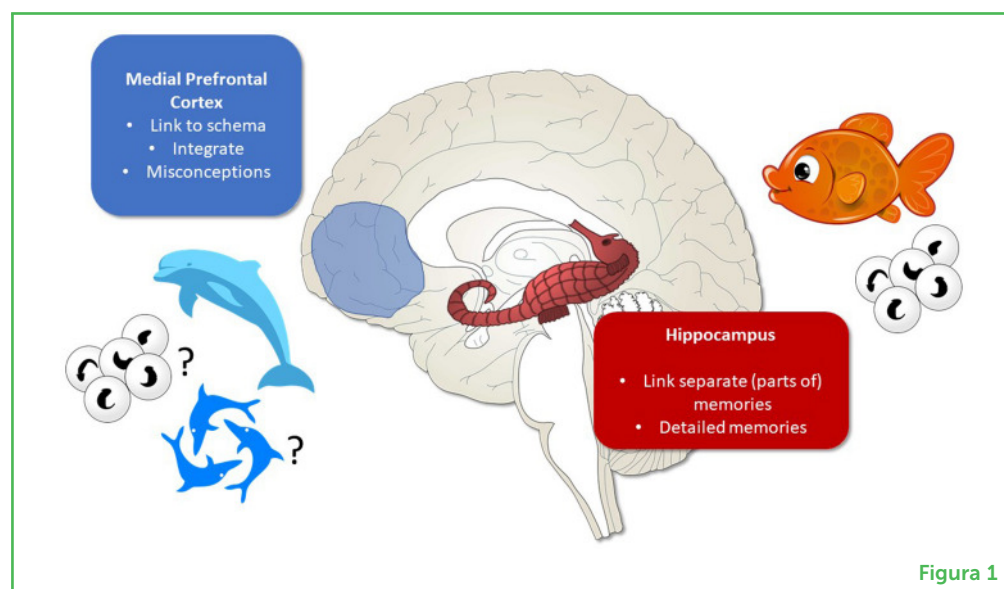 Medial Prefrontal
Cortex
• Link to schema
• Integrate
• Misconceptions
?
?
Hippocampus
• Link separate (parts of)
memories
• Detailed memories
Figura 1